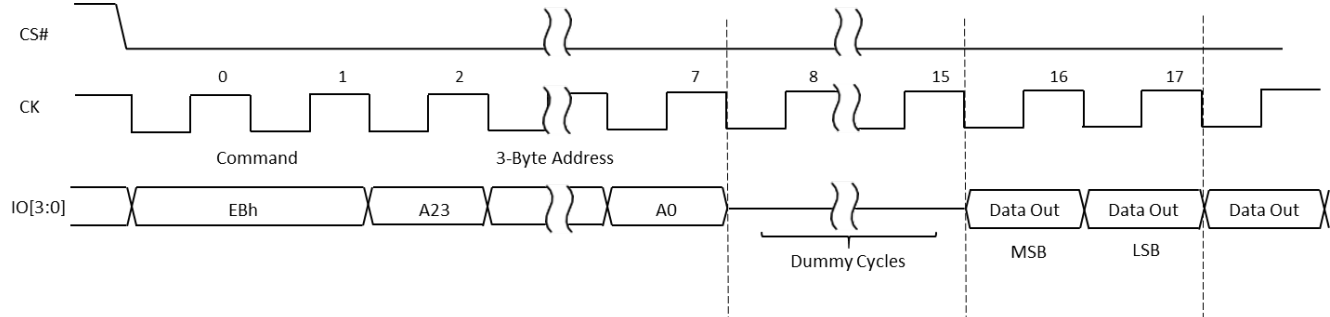 CS#
0 1 2 7 8 15 16 17
CK
Command 3-Byte Address
IO[3:0] EBh A23 A0 Data Out Data Out Data Out
Dummy Cycles MSB LSB